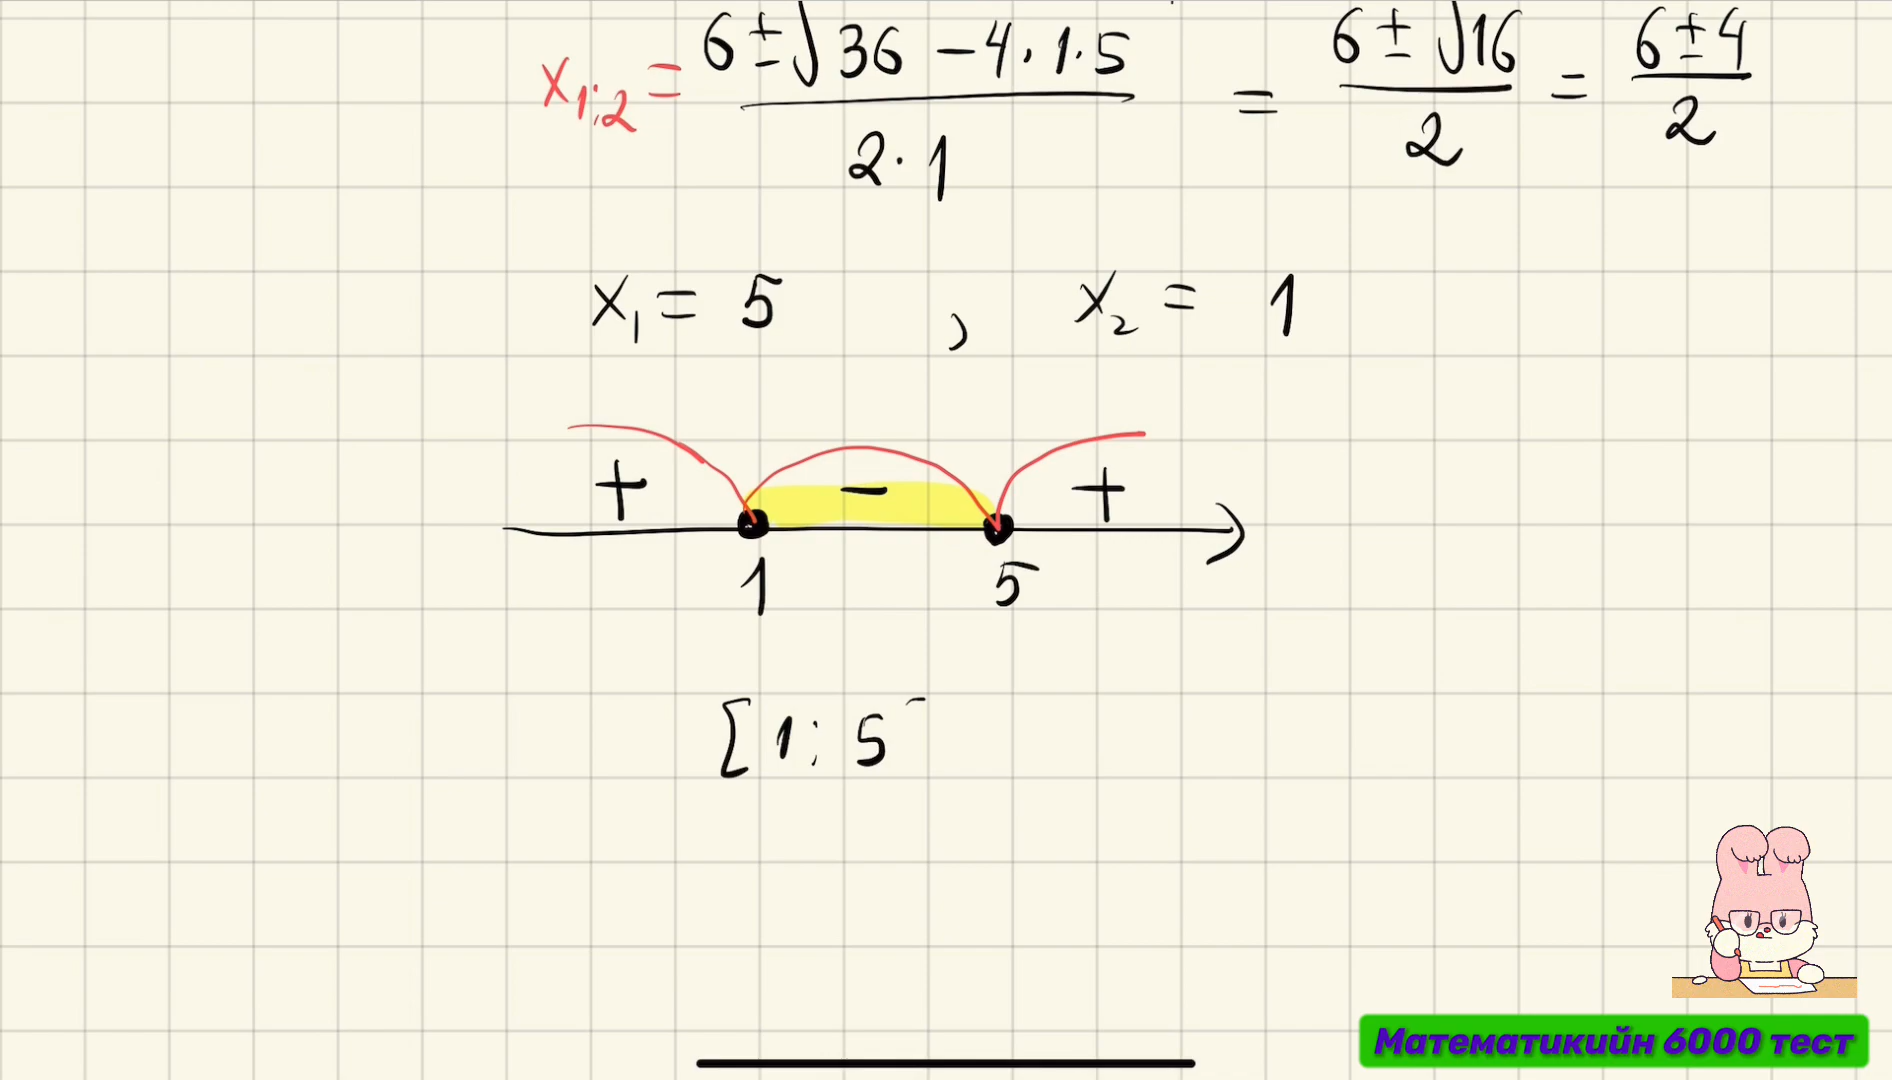 x₁;₂ = (6 ± √36 − 4 · 1 · 5) / (2 · 1) = (6 ± √16) / 2 = (6 ± 4) / 2
x₁ = 5 , x₂ = 1
+ − +
1 5
[1; 5
Математикийн 6000 тест